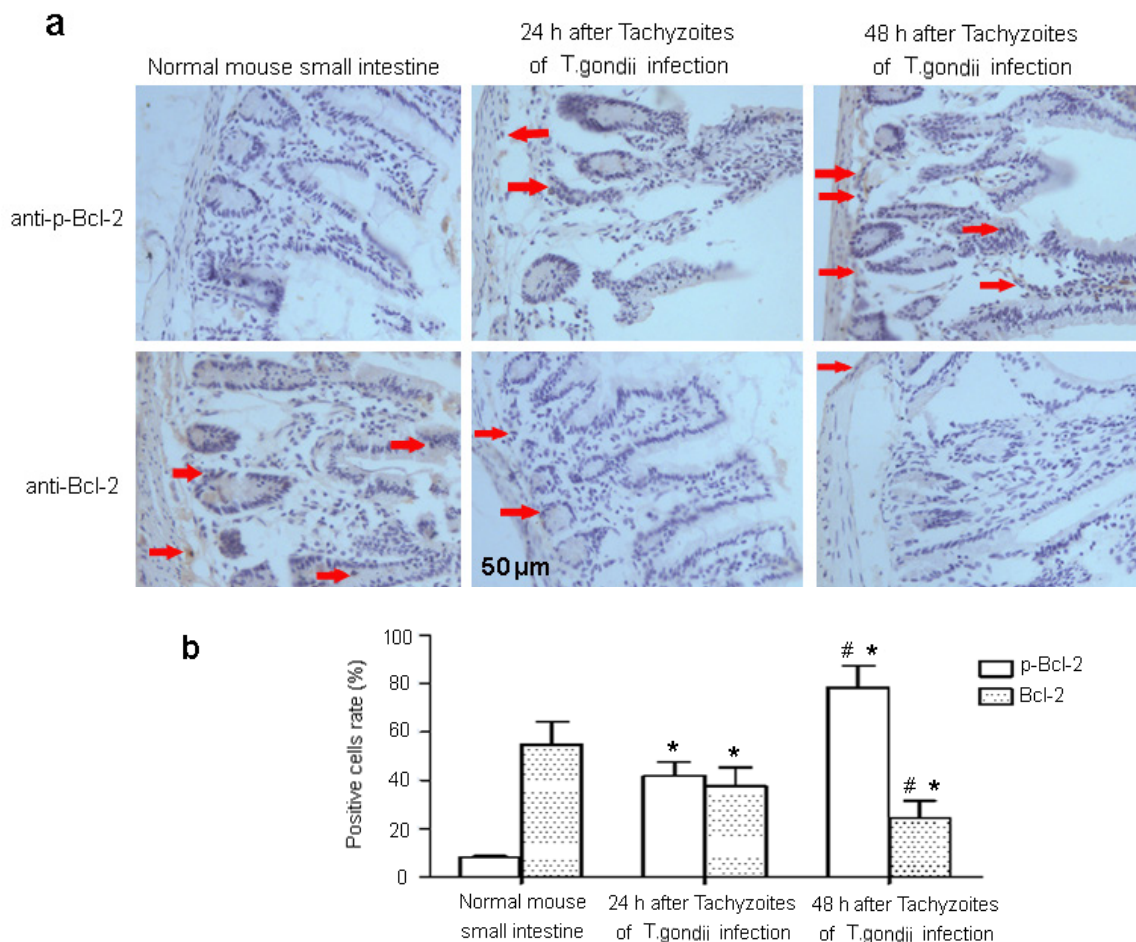 a
Normal mouse small intestine
24 h after Tachyzoites
of T.gondii infection
48 h after Tachyzoites
of T.gondii infection
anti-p-Bcl-2
anti-Bcl-2
50 µm
b
Positive cells rate (%)
100
80
60
40
20
0
* *
# *
# *
p-Bcl-2
Bcl-2
Normal mouse
small intestine
24 h after Tachyzoites
of T.gondii infection
48 h after Tachyzoites
of T.gondii infection